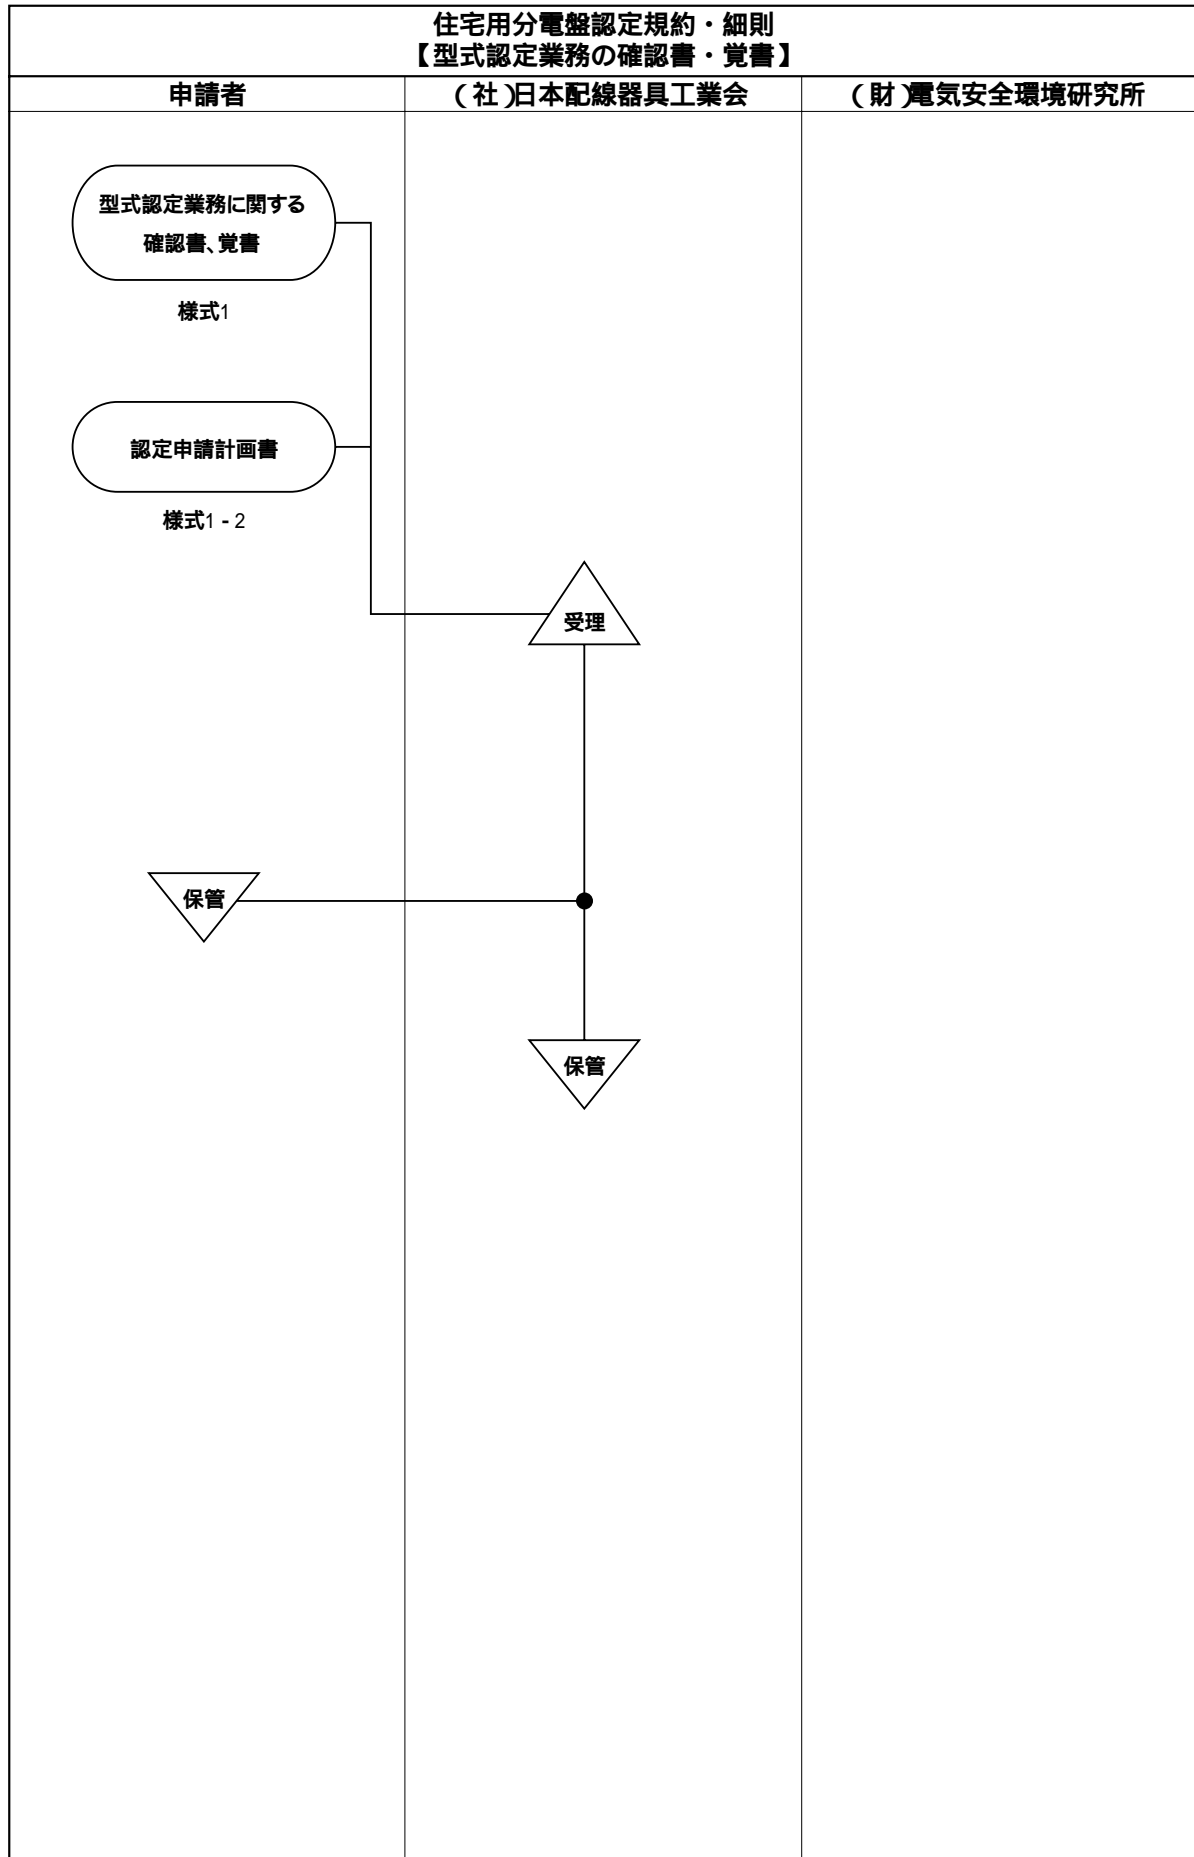 住宅用分電盤認定規約・細則
【型式認定業務の確認書・覚書】
申請者
(社)日本配線器具工業会
(財)電気安全環境研究所
型式認定業務に関する
確認書、覚書
様式1
認定申請計画書
様式1 - 2
受理
保管
保管